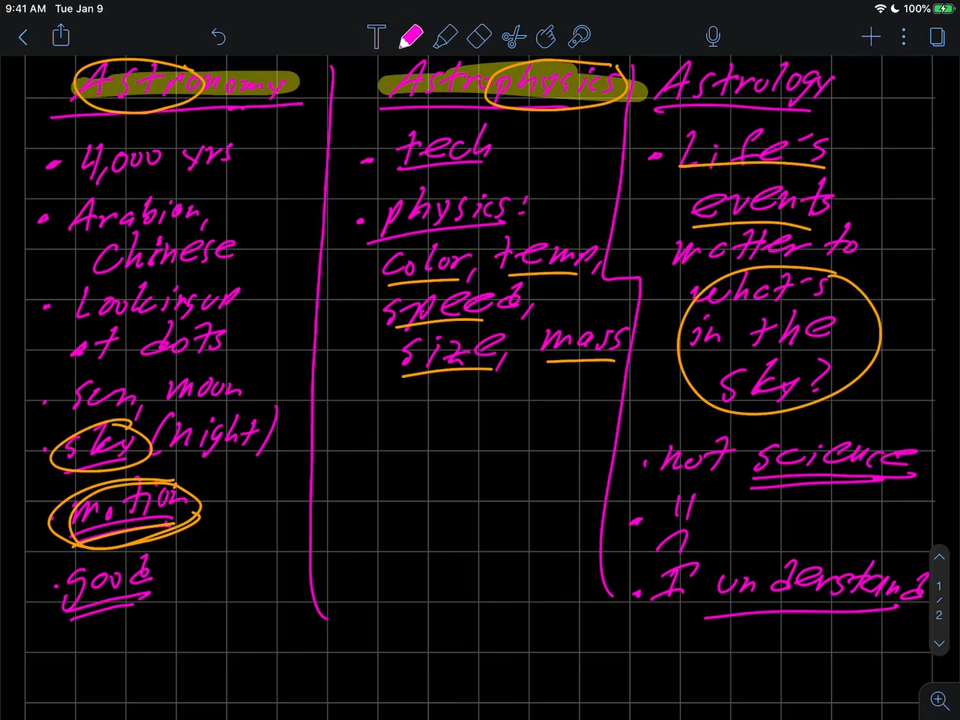 9:41 AM Tue Jan 9
100%
Astronomy
• 4,000 yrs
• Arabian,
Chinese
• Looking up
at dots
• sun, moon
• sky (night)
• motion
• good
Astrophysics
• tech
• physics:
color, temp,
speed,
size, mass
Astrology
• Life's
events
matter to
what's
in the
sky?
• not science
• "
• I understand
1
/
2